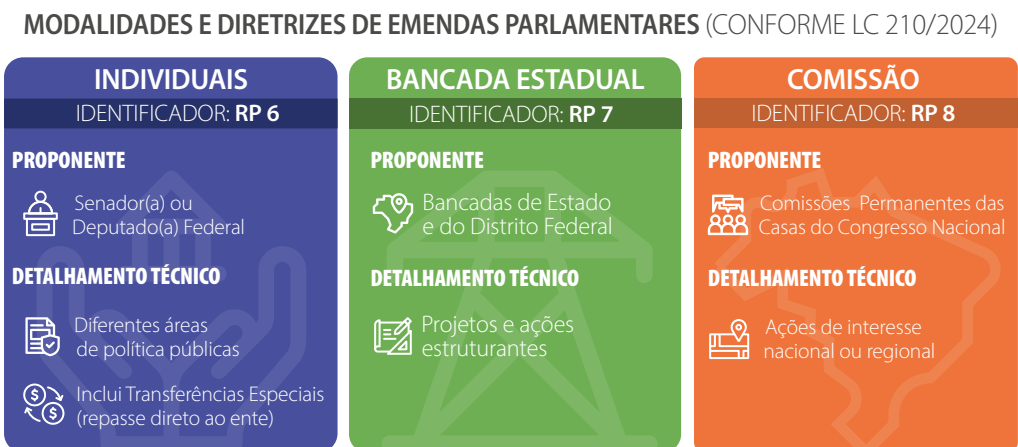 MODALIDADES E DIRETRIZES DE EMENDAS PARLAMENTARES (CONFORME LC 210/2024)
INDIVIDUAIS
IDENTIFICADOR: RP 6
PROPONENTE
Senador(a) ou
Deputado(a) Federal
DETALHAMENTO TÉCNICO
Diferentes áreas
de política públicas
Inclui Transferências Especiais
(repasse direto ao ente)
BANCADA ESTADUAL
IDENTIFICADOR: RP 7
PROPONENTE
Bancadas de Estado
e do Distrito Federal
DETALHAMENTO TÉCNICO
Projetos e ações
estruturantes
COMISSÃO
IDENTIFICADOR: RP 8
PROPONENTE
Comissões Permanentes das
Casas do Congresso Nacional
DETALHAMENTO TÉCNICO
Ações de interesse
nacional ou regional